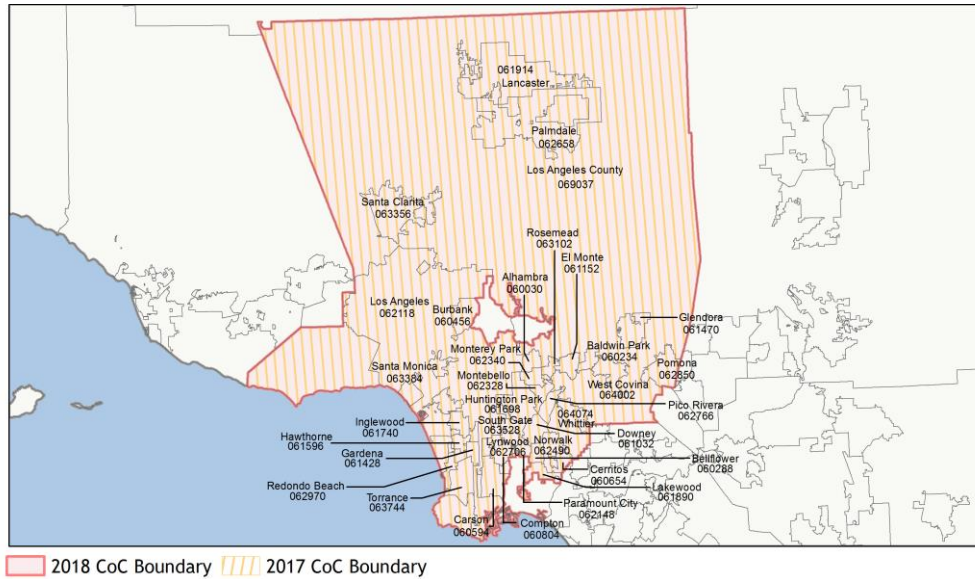 061914
Lancaster
Palmdale
062658
Los Angeles County
069037
Santa Clarita
063356
Rosemead
063102
El Monte
061152
Alhambra
060030
Los Angeles
062118
Burbank
060456
Glendora
061470
Monterey Park
062340
Baldwin Park
060234
Pomona
062850
Santa Monica
063384
Montebello
062328
West Covina
064002
Huntington Park
061698
Pico Rivera
062766
064074
Whittier
Inglewood
061740
South Gate
063528
Downey
061032
Hawthorne
061596
Lynwood
062706
Norwalk
062490
Gardena
061428
Bellflower
060288
Cerritos
060654
Redondo Beach
062970
Lakewood
061890
Torrance
063744
Paramount City
062148
Carson
060594
Compton
060804
2018 CoC Boundary
2017 CoC Boundary